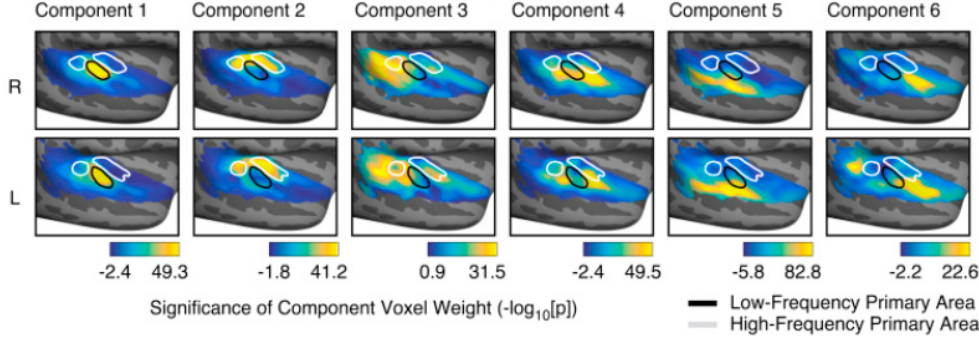 Component 1 Component 2 Component 3 Component 4 Component 5 Component 6
R
L
-2.4 49.3 -1.8 41.2 0.9 31.5 -2.4 49.5 -5.8 82.8 -2.2 22.6
Significance of Component Voxel Weight (-log10[p])
Low-Frequency Primary Area
High-Frequency Primary Area